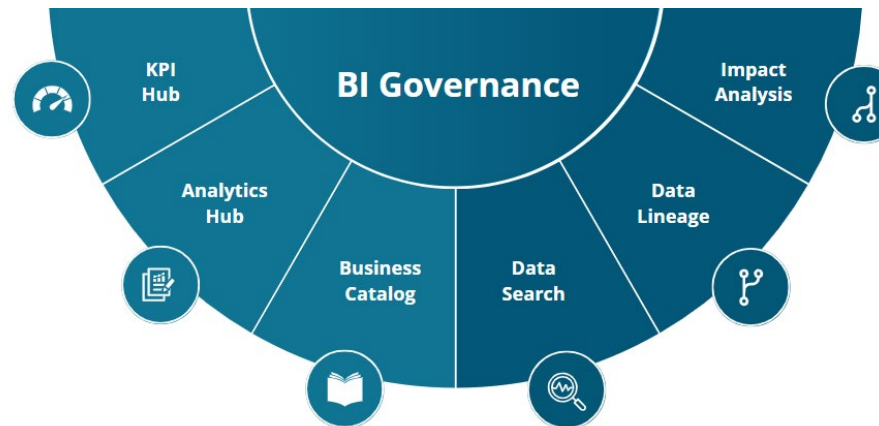 BI Governance
KPI
Hub
Analytics
Hub
Business
Catalog
Data
Search
Data
Lineage
Impact
Analysis